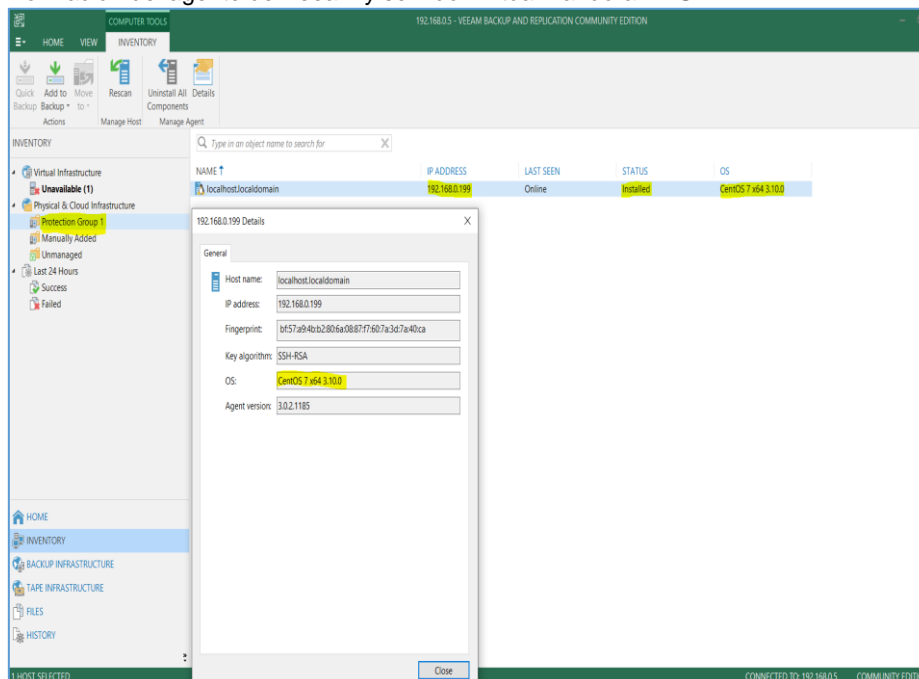 COMPUTER TOOLS
192.168.0.5 - VEEAM BACKUP AND REPLICATION COMMUNITY EDITION
HOME VIEW INVENTORY
Quick Backup
Add to Backup
Move to
Rescan
Uninstall All Components
Details
Actions Manage Host Manage Agent
INVENTORY
Type in an object name to search for
Virtual Infrastructure
Unavailable (1)
Physical & Cloud Infrastructure
Protection Group 1
Manually Added
Unmanaged
Last 24 Hours
Success
Failed
NAME IP ADDRESS LAST SEEN STATUS OS
localhost.localdomain 192.168.0.199 Online Installed CentOS 7 x64 3.10.0
192.168.0.199 Details X
General
Host name: localhost.localdomain
IP address: 192.168.0.199
Fingerprint: bf:57:a9:4b:b2:80:6a:08:87:f7:60:7a:3d:7a:40:ca
Key algorithm: SSH-RSA
OS: CentOS 7 x64 3.10.0
Agent version: 3.0.2.1185
Close
HOME
INVENTORY
BACKUP INFRASTRUCTURE
TAPE INFRASTRUCTURE
FILES
HISTORY
1 HOST SELECTED
CONNECTED TO: 192.168.0.5 COMMUNITY